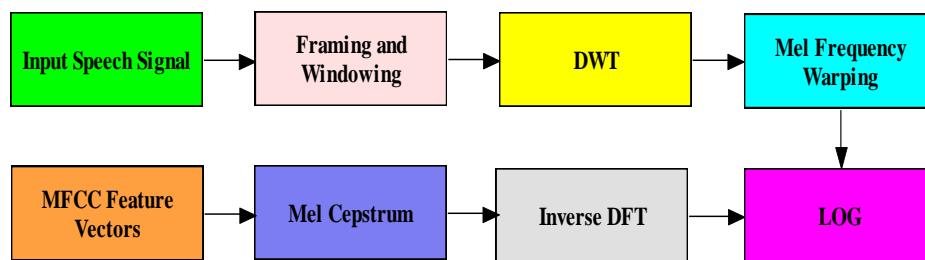 Input Speech Signal
Framing and
Windowing
DWT
Mel Frequency
Warping
MFCC Feature
Vectors
Mel Cepstrum
Inverse DFT
LOG